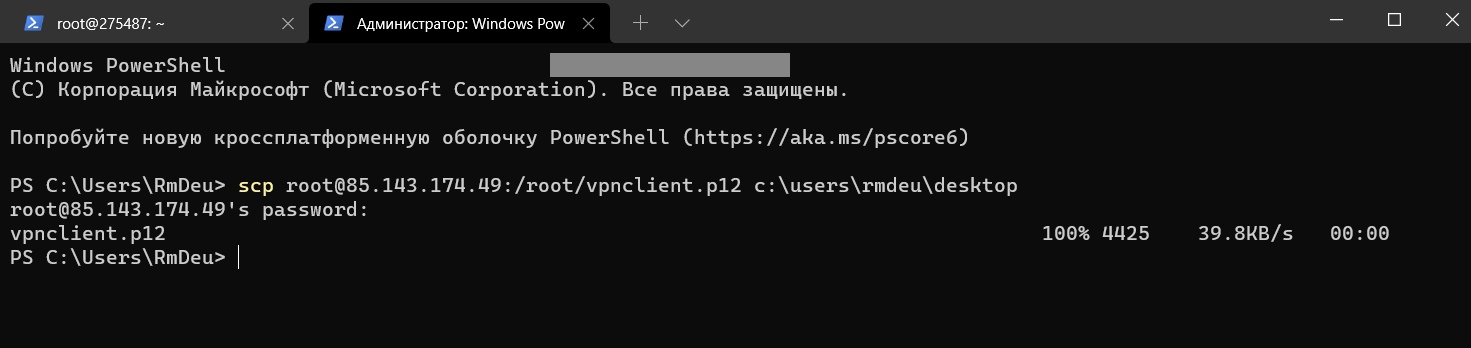 root@275487: ~
Администратор: Windows Pow
Windows PowerShell
(C) Корпорация Майкрософт (Microsoft Corporation). Все права защищены.
Попробуйте новую кроссплатформенную оболочку PowerShell (https://aka.ms/pscore6)
PS C:\Users\RmDeu> scp root@85.143.174.49:/root/vpnclient.p12 c:\users\rmdeu\desktop
root@85.143.174.49's password:
vpnclient.p12 100% 4425 39.8KB/s 00:00
PS C:\Users\RmDeu>